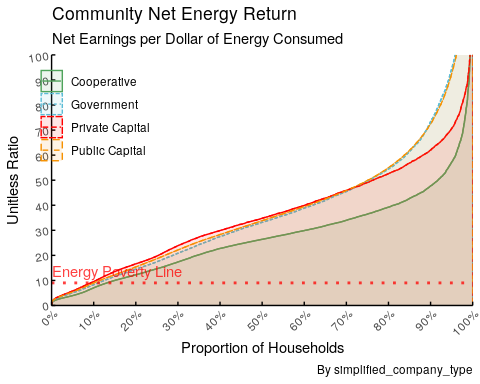 Community Net Energy Return
Net Earnings per Dollar of Energy Consumed
Unitless Ratio
100
90
80
70
60
50
40
30
20
10
0
Cooperative
Government
Private Capital
Public Capital
Energy Poverty Line
0%
10%
20%
30%
40%
50%
60%
70%
80%
90%
100%
Proportion of Households
By simplified_company_type